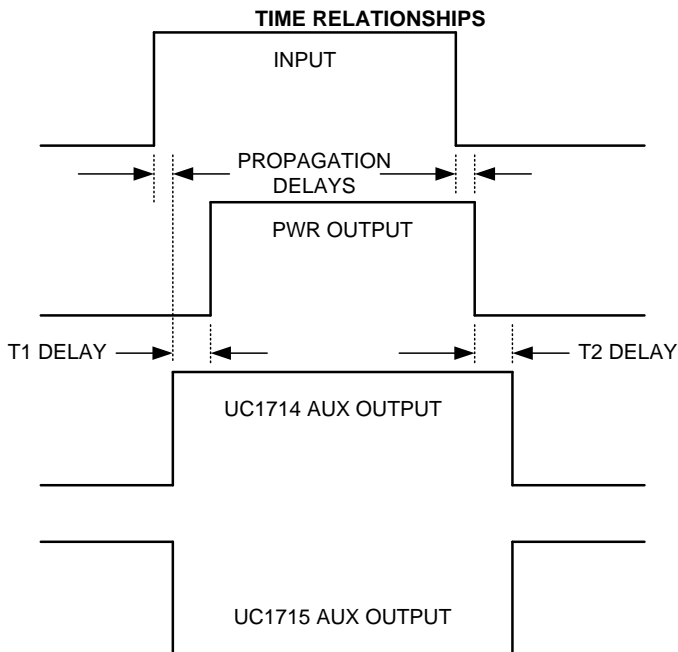 TIME RELATIONSHIPS
INPUT
PROPAGATION
DELAYS
PWR OUTPUT
T1 DELAY
T2 DELAY
UC1714 AUX OUTPUT
UC1715 AUX OUTPUT